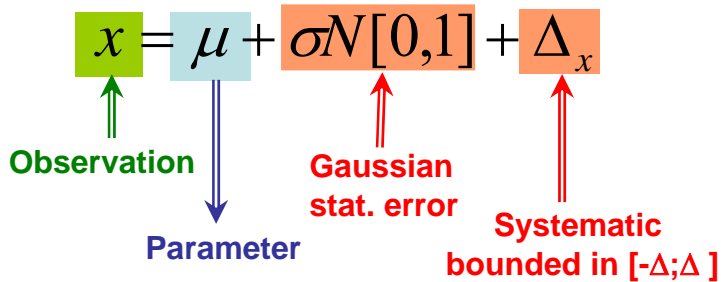 x = μ + σN[0,1] + Δₓ
Observation
Gaussian
stat. error
Parameter
Systematic
bounded in [-Δ;Δ ]